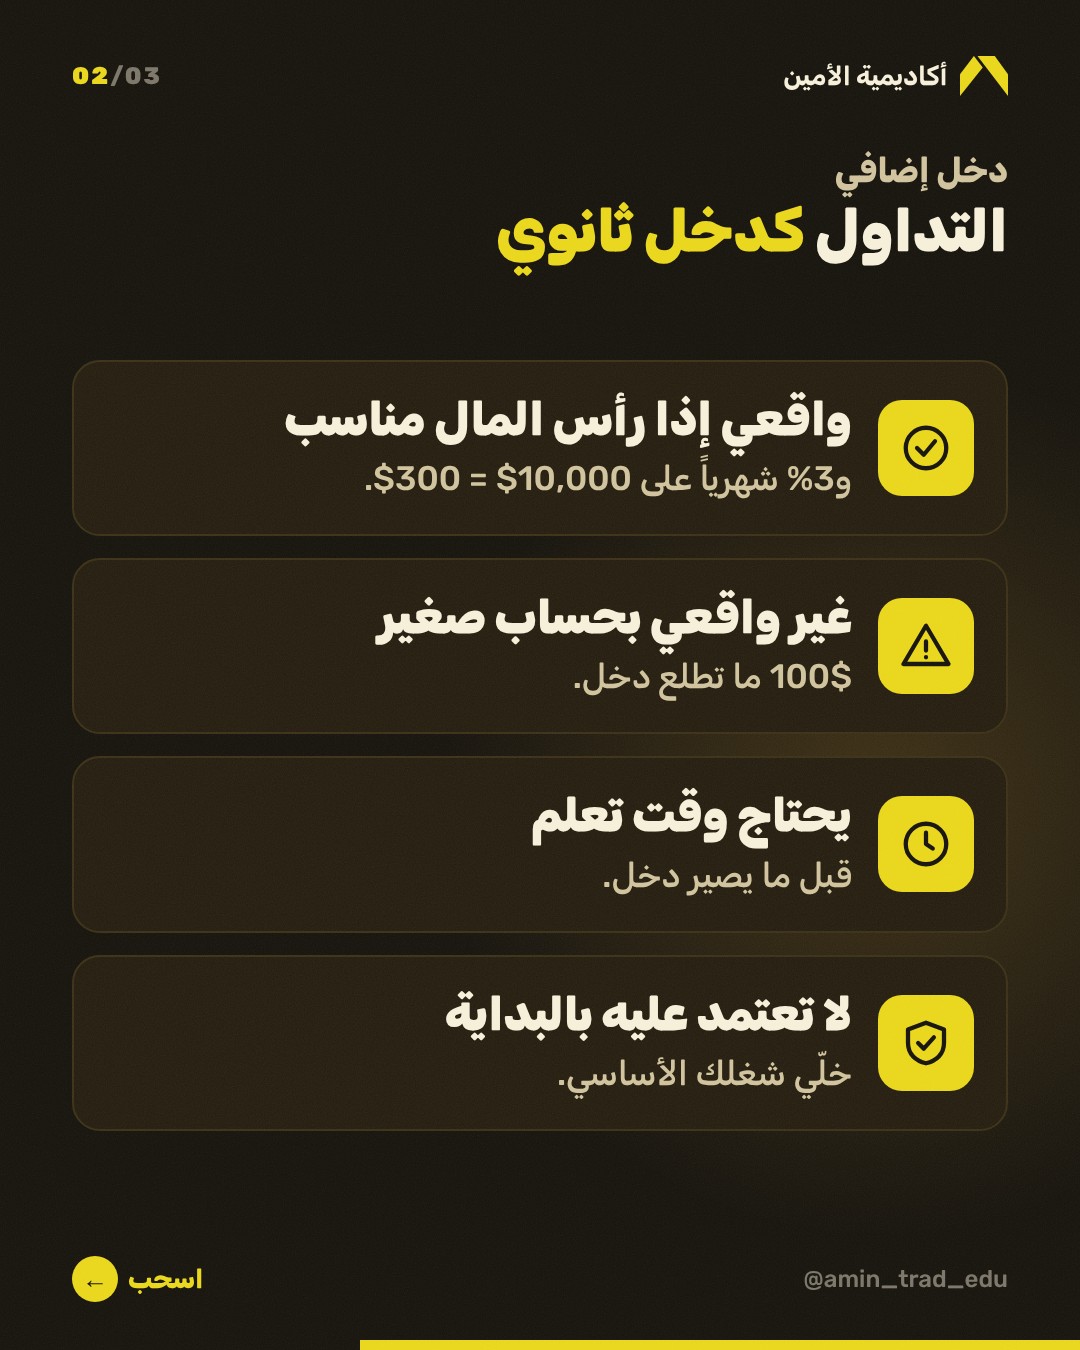 أكاديمية الأمين
02/03
دخل إضافي
التداول كدخل ثانوي
واقعي إذا رأس المال مناسب
و3% شهرياً على 10,000$ = 300$.
غير واقعي بحساب صغير
100$ ما تطلع دخل.
يحتاج وقت تعلم
قبل ما يصير دخل.
لا تعتمد عليه بالبداية
خلّي شغلك الأساسي.
@amin_trad_edu
اسحب ←